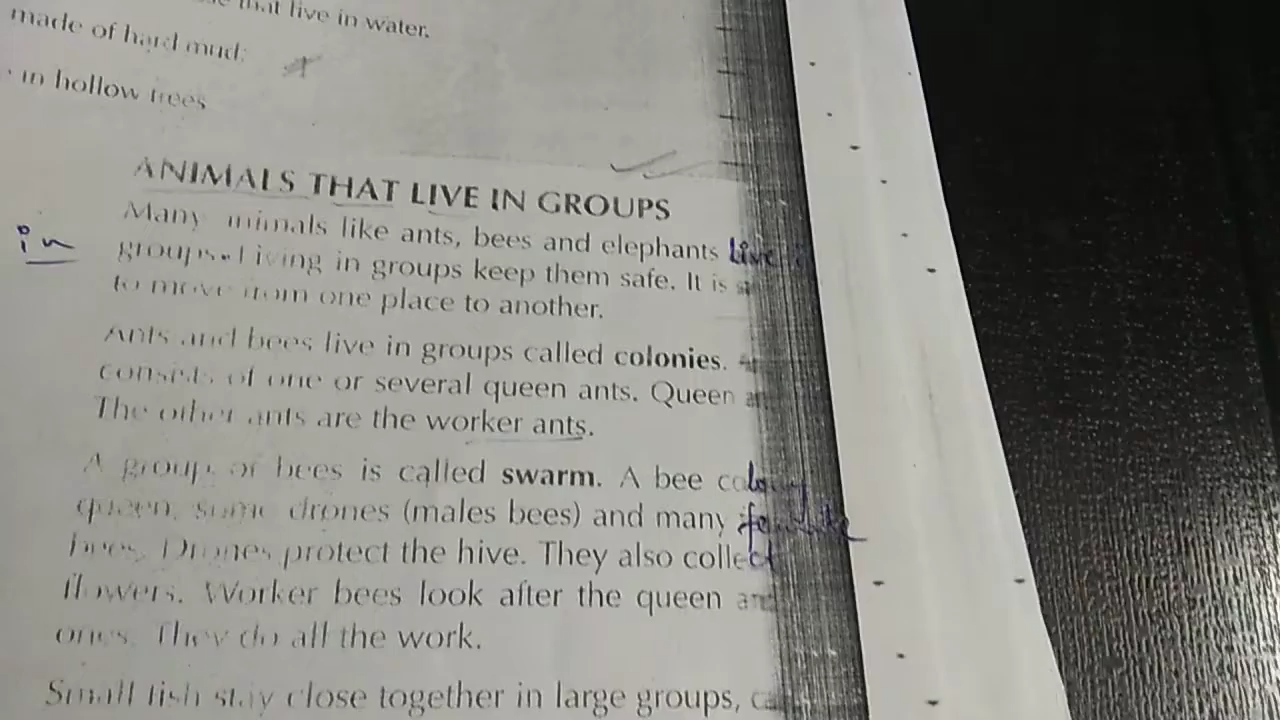 that live in water.
made of hard mud.
in hollow trees
ANIMALS THAT LIVE IN GROUPS
Many animals like ants, bees and elephants live
in
groups. Living in groups keep them safe. It is
to move from one place to another.
Ants and bees live in groups called colonies.
consists of one or several queen ants. Queen
The other ants are the worker ants.
A group of bees is called swarm. A bee colony
queen, some drones (males bees) and many
bees. Drones protect the hive. They also collect
flowers. Worker bees look after the queen and
ones. They do all the work.
Small fish stay close together in large groups,